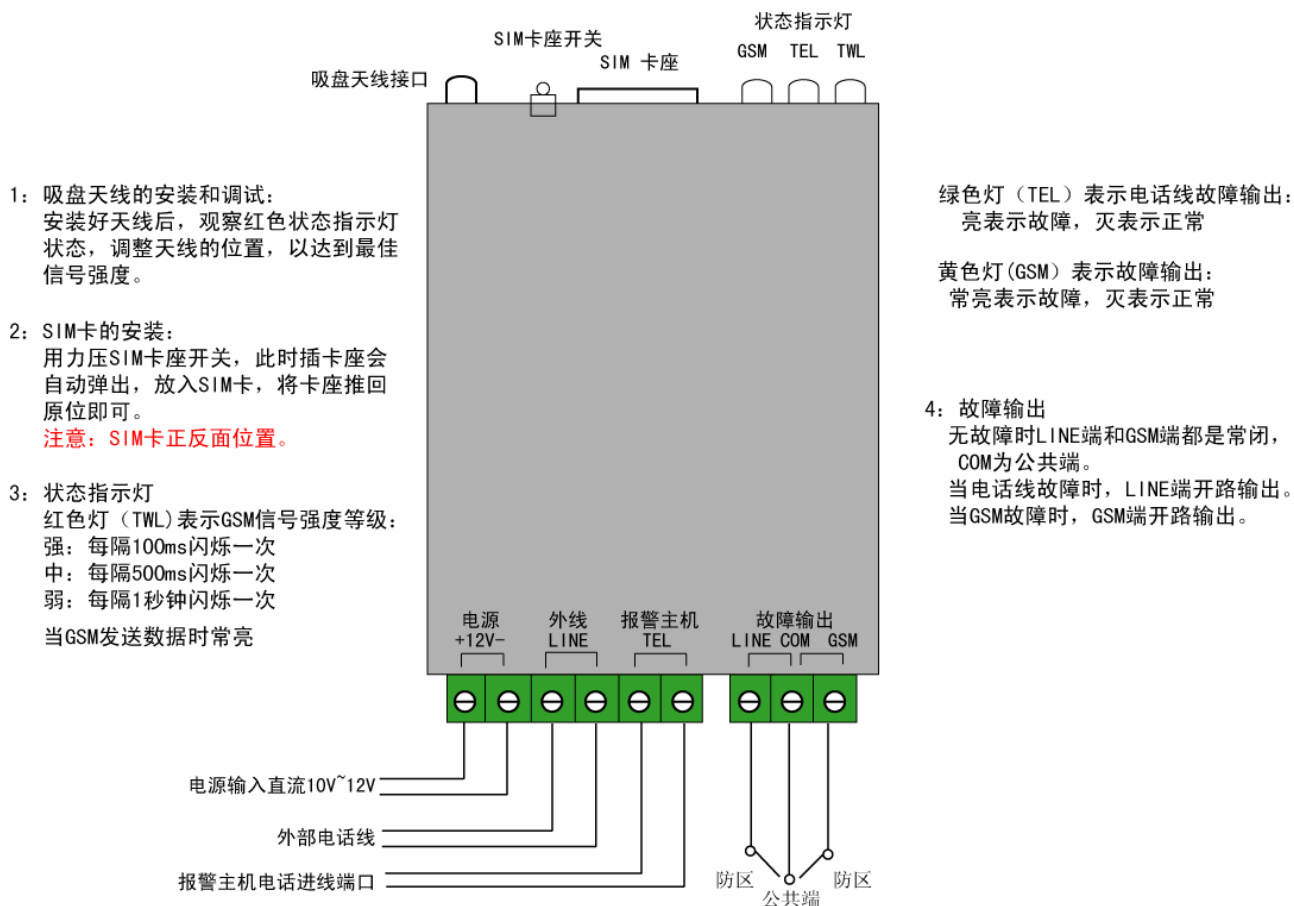 状态指示灯
SIM卡座开关
GSM TEL TWL
SIM 卡座
吸盘天线接口
1：吸盘天线的安装和调试：
安装好天线后，观察红色状态指示灯
状态，调整天线的位置，以达到最佳
信号强度。
2：SIM卡的安装：
用力压SIM卡座开关，此时插卡座会
自动弹出，放入SIM卡，将卡座推回
原位即可。
注意：SIM卡正反面位置。
3：状态指示灯
红色灯（TWL)表示GSM信号强度等级：
强：每隔100ms闪烁一次
中：每隔500ms闪烁一次
弱：每隔1秒钟闪烁一次
当GSM发送数据时常亮
绿色灯（TEL）表示电话线故障输出：
亮表示故障，灭表示正常
黄色灯(GSM）表示故障输出：
常亮表示故障，灭表示正常
4：故障输出
无故障时LINE端和GSM端都是常闭，
COM为公共端。
当电话线故障时，LINE端开路输出。
当GSM故障时，GSM端开路输出。
电源 外线 报警主机 故障输出
+12V- LINE TEL LINE COM GSM
电源输入直流10V~12V
外部电话线
报警主机电话进线端口
防区 公共端 防区